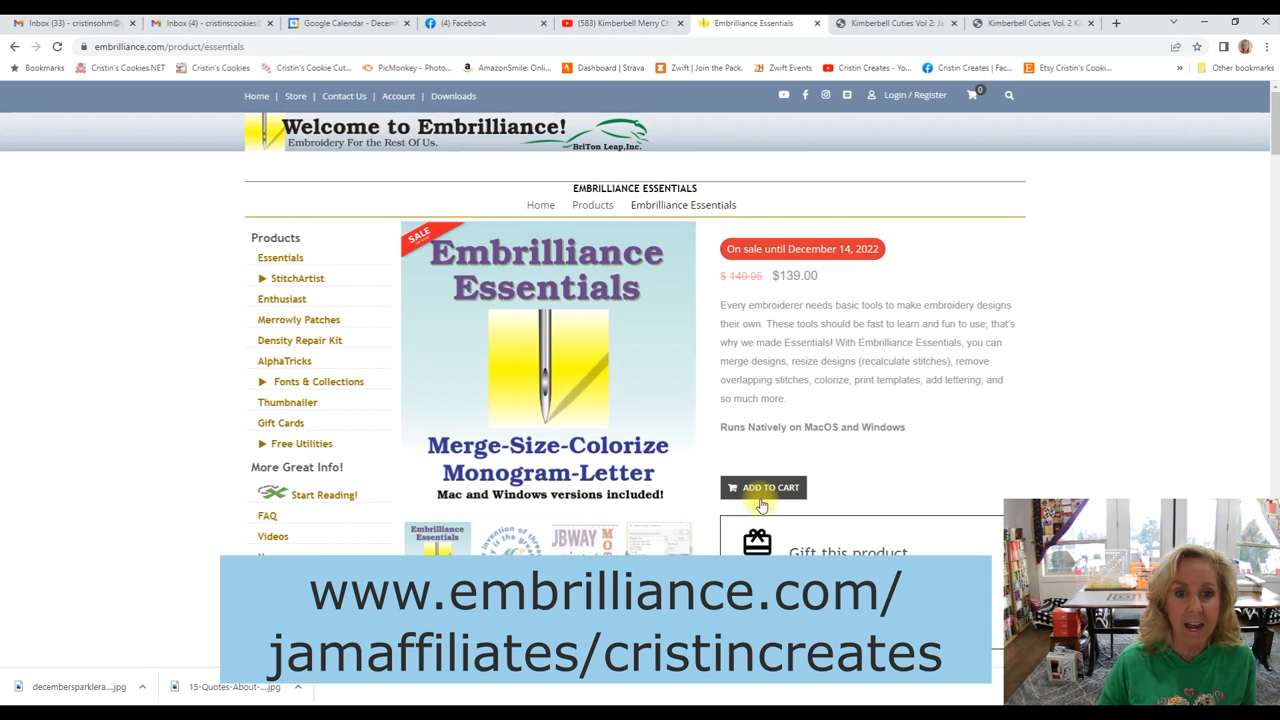 Inbox (33) - cristinsohm@g
Inbox (4) - cristinscookies@
Google Calendar - Decem
(4) Facebook
(583) Kimberbell Merry Ch
Embrilliance Essentials
Kimberbell Cuties Vol 2: Ja
Kimberbell Cuties Vol. 2 Ki
embrilliance.com/product/essentials
Bookmarks
Cristin's Cookies.NET
Cristin's Cookies
Cristin's Cookie Cut...
PicMonkey - Photo...
AmazonSmile: Onli...
Dashboard | Strava
Zwift | Join the Pack.
Zwift Events
Cristin Creates - Yo...
Cristin Creates | Fac...
Etsy Cristin's Cooki...
»
Other bookmarks
Home | Store | Contact Us | Account | Downloads
Login / Register
0
Welcome to Embrilliance!
Embroidery For the Rest Of Us.
BriTon Leap,Inc.
EMBRILLIANCE ESSENTIALS
Home Products Embrilliance Essentials
Products
Essentials
StitchArtist
Enthusiast
Merrowly Patches
Density Repair Kit
AlphaTricks
Fonts & Collections
Thumbnailer
Gift Cards
Free Utilities
More Great Info!
Start Reading!
FAQ
Videos
SALE
Embrilliance
Essentials
Merge-Size-Colorize
Monogram-Letter
Mac and Windows versions included!
Embrilliance
Essentials
JBWAY
On sale until December 14, 2022
$ 149.95 $139.00
Every embroiderer needs basic tools to make embroidery designs
their own. These tools should be fast to learn and fun to use; that's
why we made Essentials! With Embrilliance Essentials, you can
merge designs, resize designs (recalculate stitches), remove
overlapping stitches, colorize, print templates, add lettering, and
so much more.
Runs Natively on MacOS and Windows
ADD TO CART
Gift this product
www.embrilliance.com/
jamaffiliates/cristincreates
decembersparklera....jpg
15-Quotes-About-....jpg